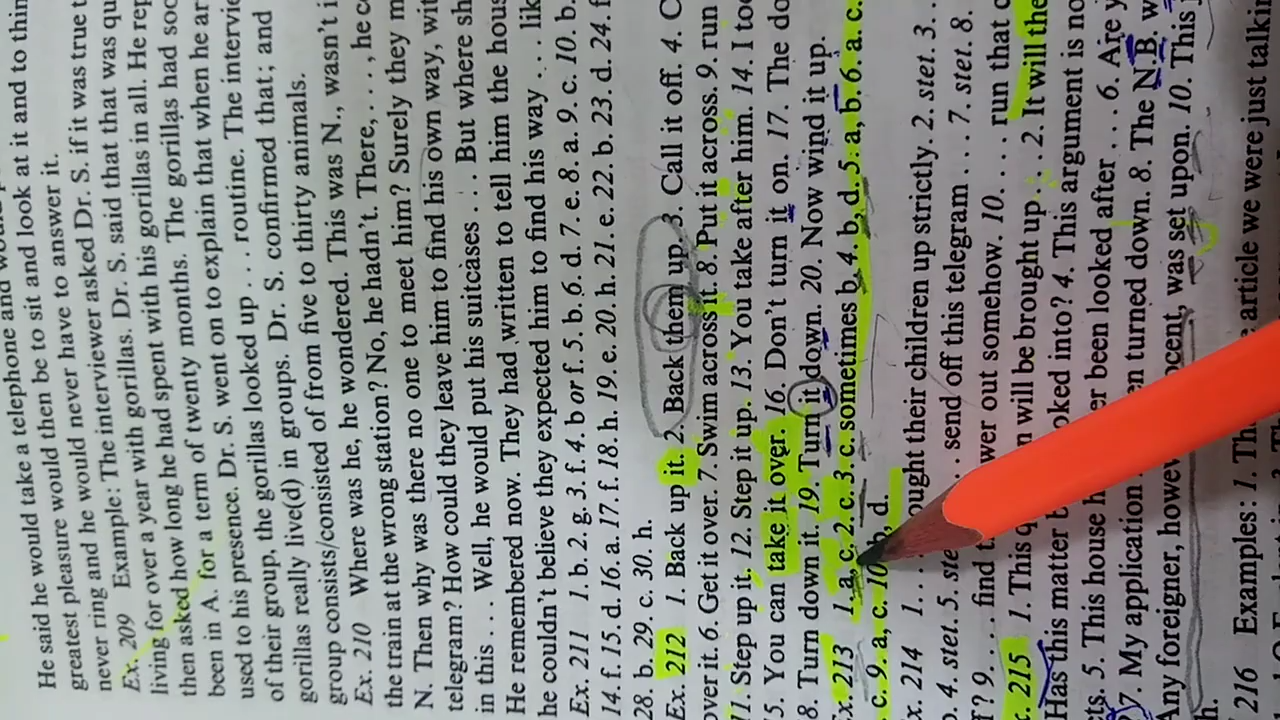 He said he would take a telephone and
greatest pleasure would then be to sit and look at it and to thin
never ring and he would never have to answer it.
Ex. 209 Example: The interviewer asked Dr. S. if it was true t
living for over a year with gorillas. Dr. S. said that that was qu
then asked how long he had spent with his gorillas in all. He rep
been in A. for a term of twenty months. The gorillas had soo
used to his presence. Dr. S. went on to explain that when he ar
of their group, the gorillas looked up . . . routine. The intervie
gorillas really live(d) in groups. Dr. S. confirmed that; and
group consists/consisted of from five to thirty animals.
Ex. 210 Where was he, he wondered. This was N., wasn't i
the train at the wrong station? No, he hadn't. There, . . . , he c
N. Then why was there no one to meet him? Surely they m
telegram? How could they leave him to find his own way, wit
in this . . . Well, he would put his suitcases . . . But where sh
He remembered now. They had written to tell him the hous
he couldn't believe they expected him to find his way . . . lik
Ex. 211 1. b. 2. g. 3. f. 4. b or f. 5. b. 6. d. 7. e. 8. a. 9. c. 10. b.
14. f. 15. d. 16. a. 17. f. 18. h. 19. e. 20. h. 21. e. 22. b. 23. d. 24. f
28. b. 29. c. 30. h.
Ex. 212 1. Back up it. 2. Back them up. 3. Call it off. 4. C
over it. 6. Get it over. 7. Swim across it. 8. Put it across. 9. run
11. Step up it. 12. Step it up. 13. You take after him. 14. I too
15. You can take it over. 16. Don't turn it on. 17. The do
8. Turn down it. 19. Turn it down. 20. Now wind it up.
Ex. 213 1. a, c. 2. c. 3. c. sometimes b. 4. b, d. 5. a, b. 6. a. c.
c. 9. a, c. 10. b, d.
x. 214 1. . . ought their children up strictly. 2. stet. 3. .
4. stet. 5. ste . send off this telegram . . . 7. stet. 8.
f? 9. . . . find t wer out somehow. 10. . . . run that
x. 215 1. This q n will be brought up . . 2. It will the
Has this matter b oked into? 4. This argument is no
ts. 5. This house er been looked after . . . 6. Are y
7. My application en turned down. 8. The N.B. w
Any foreigner, howev ocent, was set upon. 10. This
h.
216 Examples: 1. Th article we were just talkin